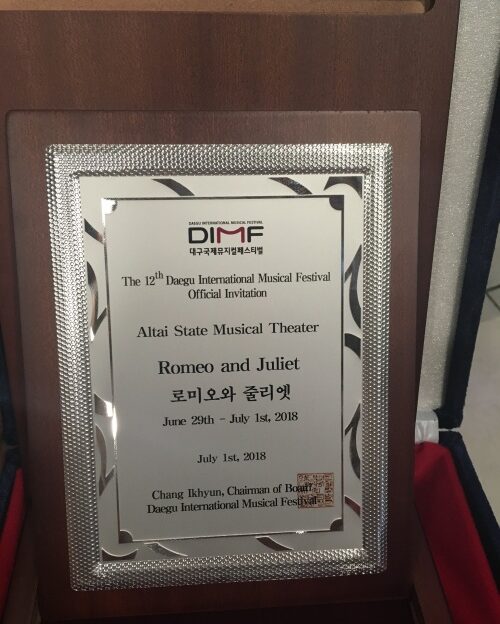 DAEGU INTERNATIONAL MUSICAL FESTIVAL
DIMF
대구국제뮤지컬페스티벌
The 12th Daegu International Musical Festival
Official Invitation
Altai State Musical Theater
Romeo and Juliet
로미오와 줄리엣
June 29th - July 1st, 2018
July 1st, 2018
Chang Ikhyun, Chairman of Board
Daegu International Musical Festival